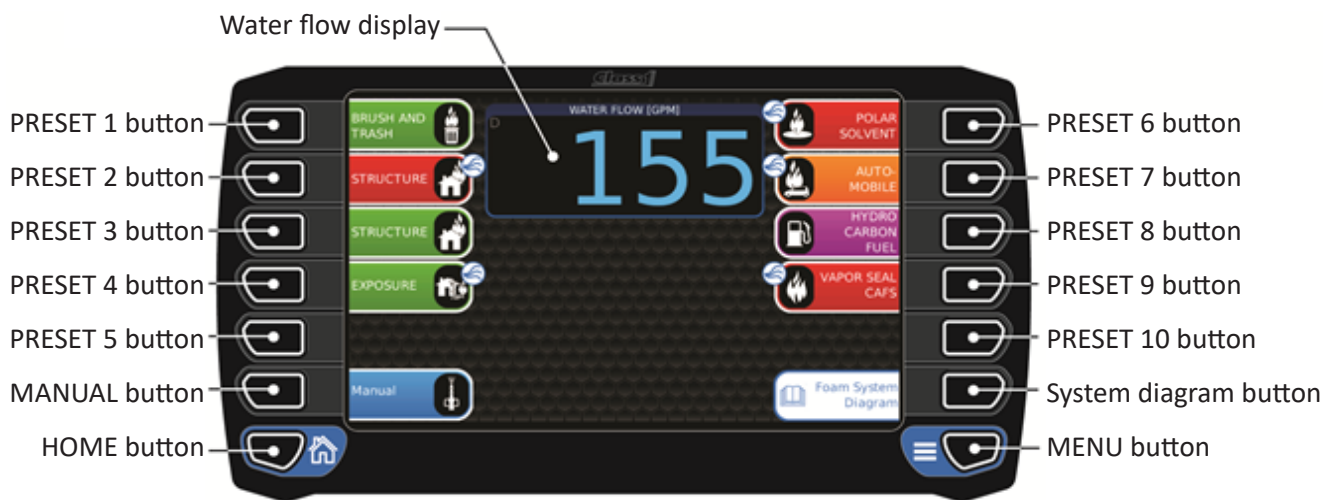 Water flow display
Class1
PRESET 1 button
PRESET 2 button
PRESET 3 button
PRESET 4 button
PRESET 5 button
MANUAL button
HOME button
BRUSH AND
TRASH
STRUCTURE
STRUCTURE
EXPOSURE
Manual
WATER FLOW [GPM]
D
155
POLAR
SOLVENT
AUTO-
MOBILE
HYDRO
CARBON
FUEL
VAPOR SEAL
CAFS
Foam System
Diagram
PRESET 6 button
PRESET 7 button
PRESET 8 button
PRESET 9 button
PRESET 10 button
System diagram button
MENU button